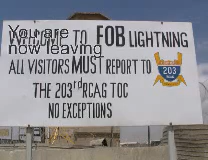 You are
now leaving
WELCOME TO FOB LIGHTNING
ALL VISITORS MUST REPORT TO
THE 203rd RCAG TOC
NO EXCEPTIONS
203